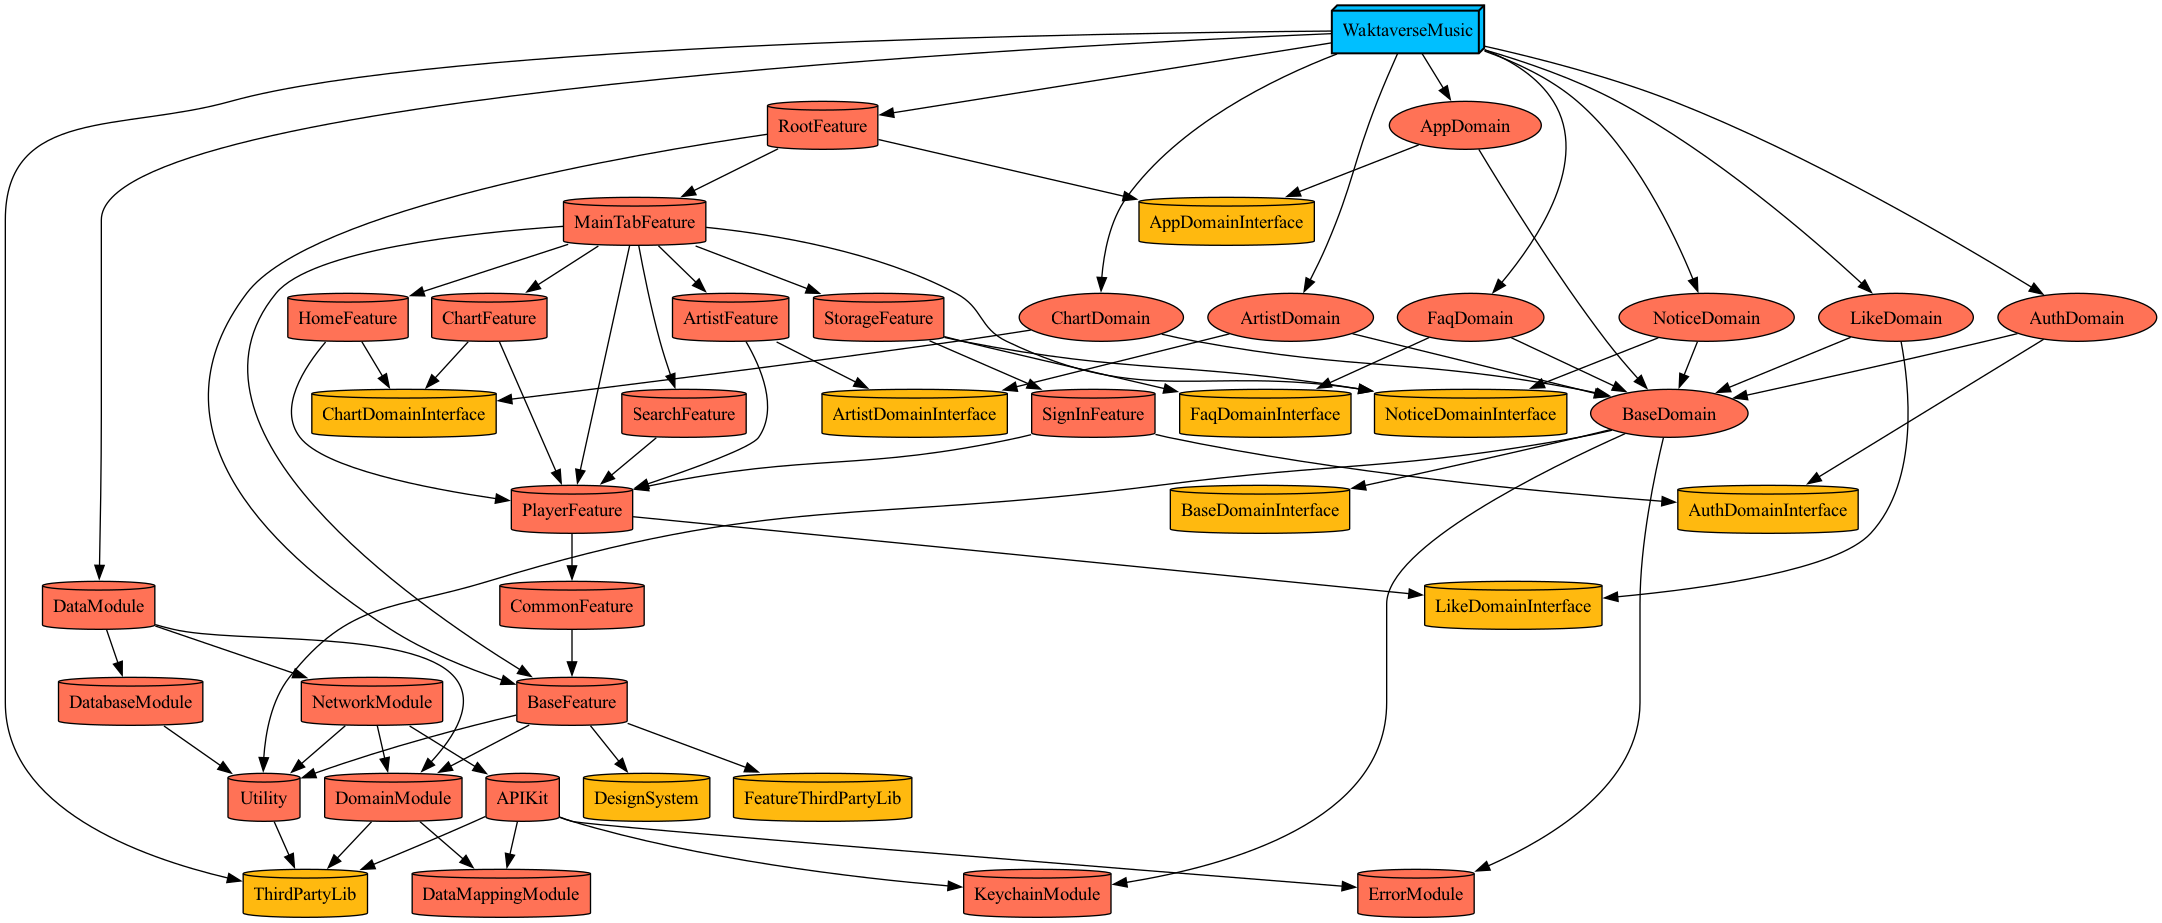 WaktaverseMusic
RootFeature
AppDomain
MainTabFeature
AppDomainInterface
HomeFeature
ChartFeature
ArtistFeature
StorageFeature
ChartDomain
ArtistDomain
FaqDomain
NoticeDomain
LikeDomain
AuthDomain
ChartDomainInterface
SearchFeature
ArtistDomainInterface
SignInFeature
FaqDomainInterface
NoticeDomainInterface
BaseDomain
PlayerFeature
BaseDomainInterface
AuthDomainInterface
DataModule
CommonFeature
LikeDomainInterface
DatabaseModule
NetworkModule
BaseFeature
Utility
DomainModule
APIKit
DesignSystem
FeatureThirdPartyLib
ThirdPartyLib
DataMappingModule
KeychainModule
ErrorModule